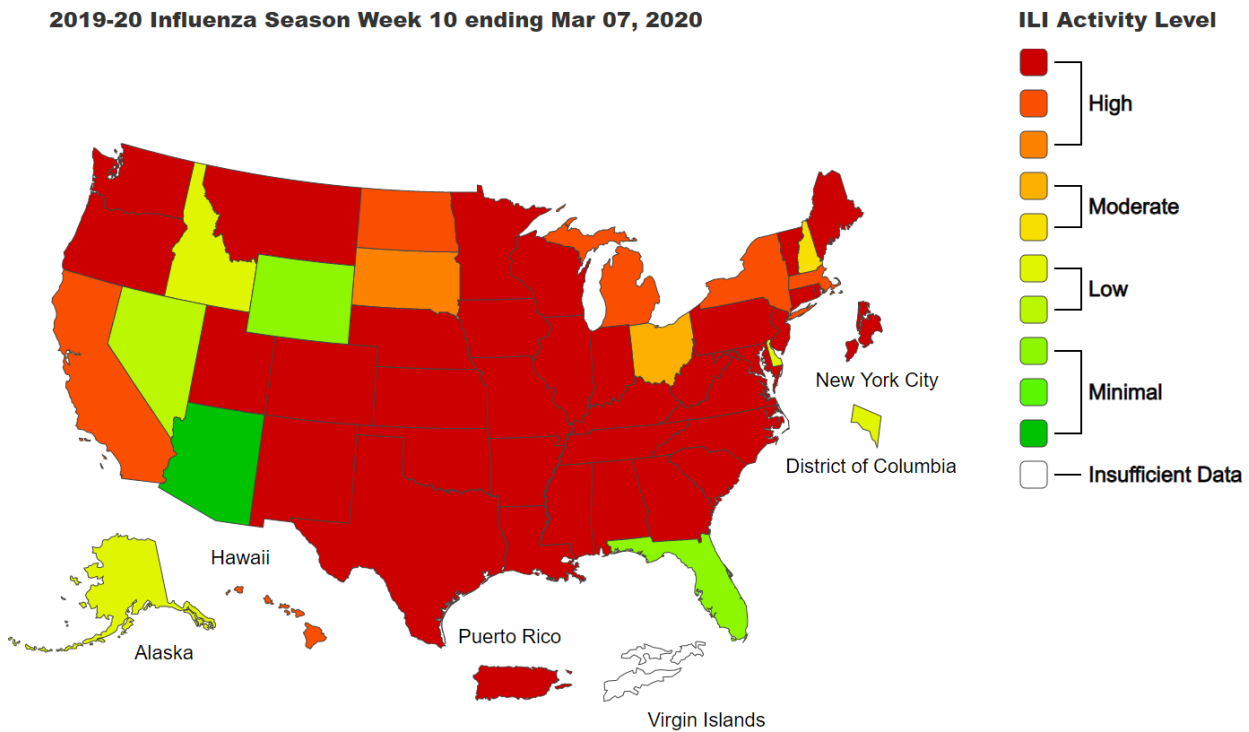 2019-20 Influenza Season Week 10 ending Mar 07, 2020
ILI Activity Level
High
Moderate
Low
Minimal
Insufficient Data
New York City
District of Columbia
Hawaii
Alaska
Puerto Rico
Virgin Islands